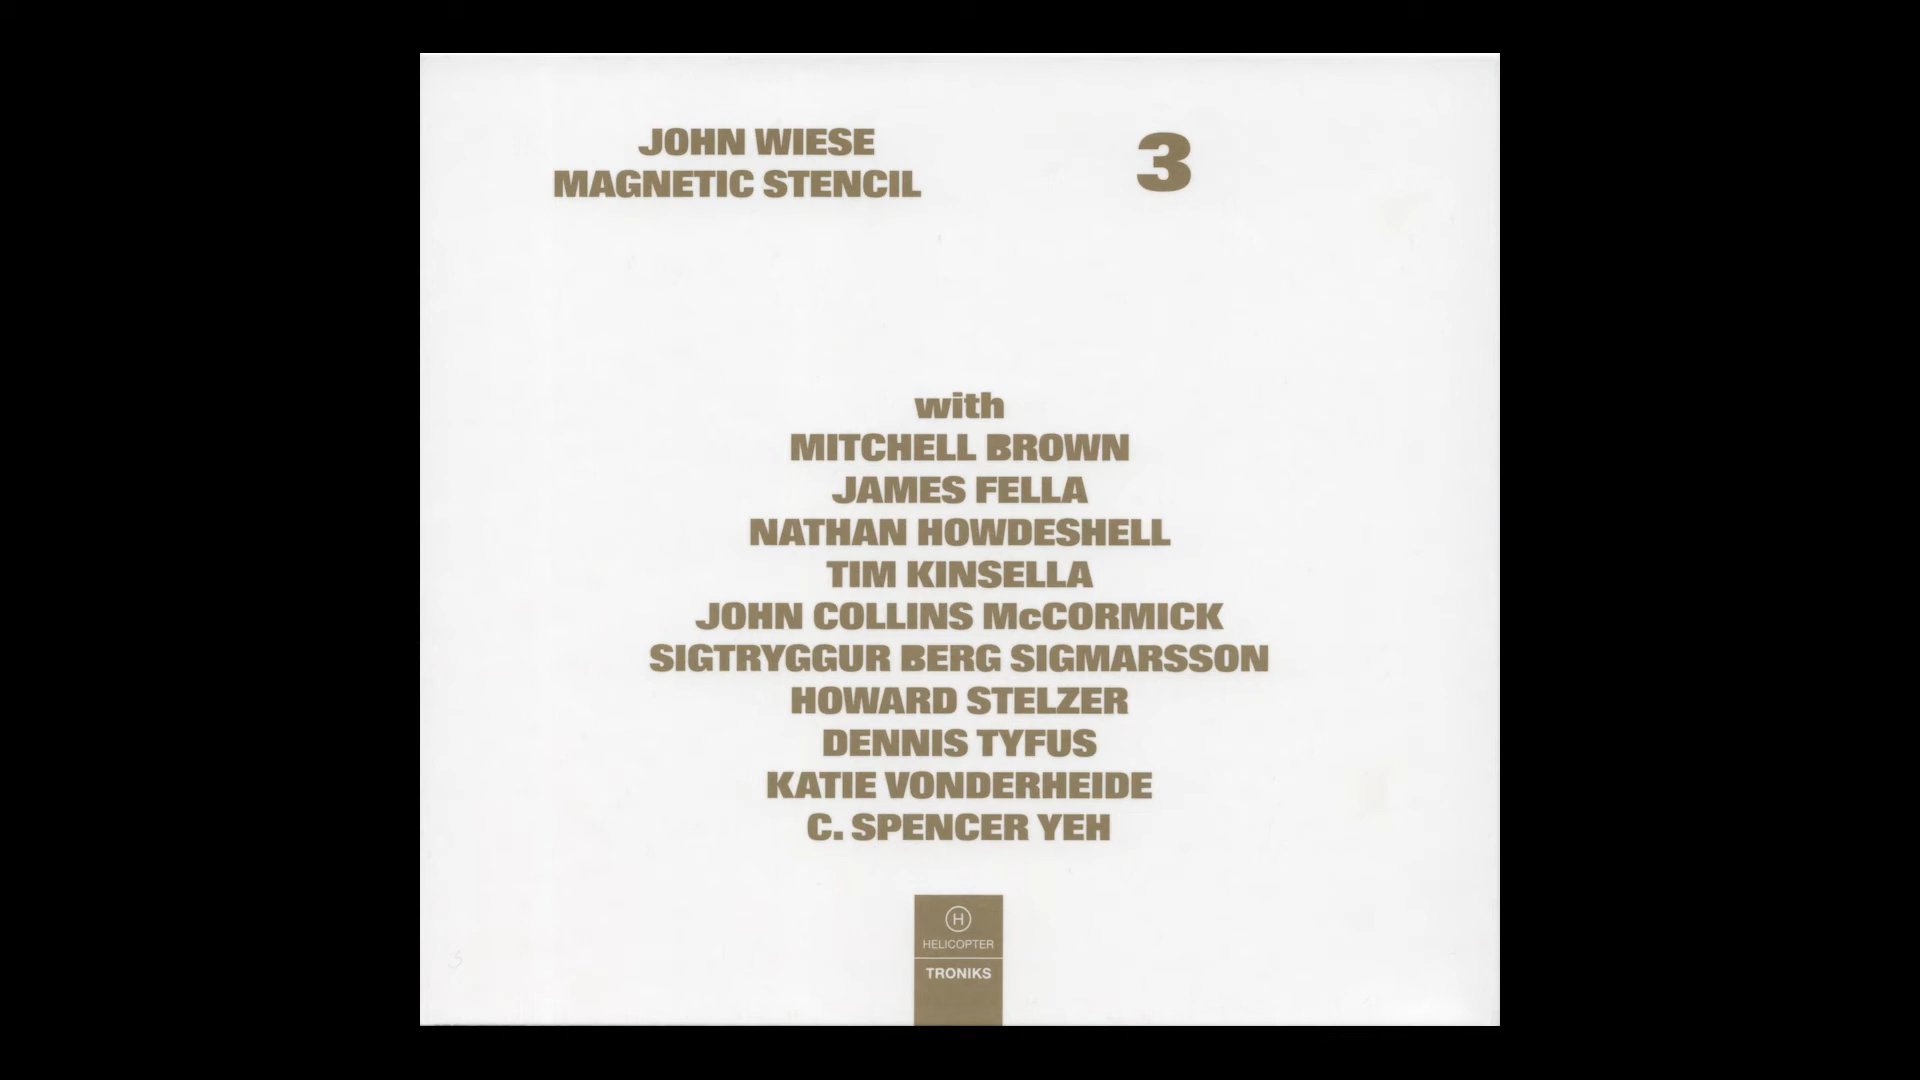 JOHN WIESE
MAGNETIC STENCIL
3
with
MITCHELL BROWN
JAMES FELLA
NATHAN HOWDESHELL
TIM KINSELLA
JOHN COLLINS McCORMICK
SIGTRYGGUR BERG SIGMARSSON
HOWARD STELZER
DENNIS TYFUS
KATIE VONDERHEIDE
C. SPENCER YEH
H
HELICOPTER
TRONIKS
3